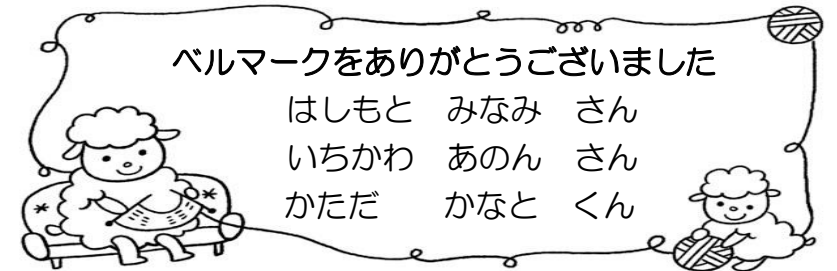 ベルマークをありがとうございました
はしもと　みなみ　さん
いちかわ　あのん　さん
かただ　　かなと　くん